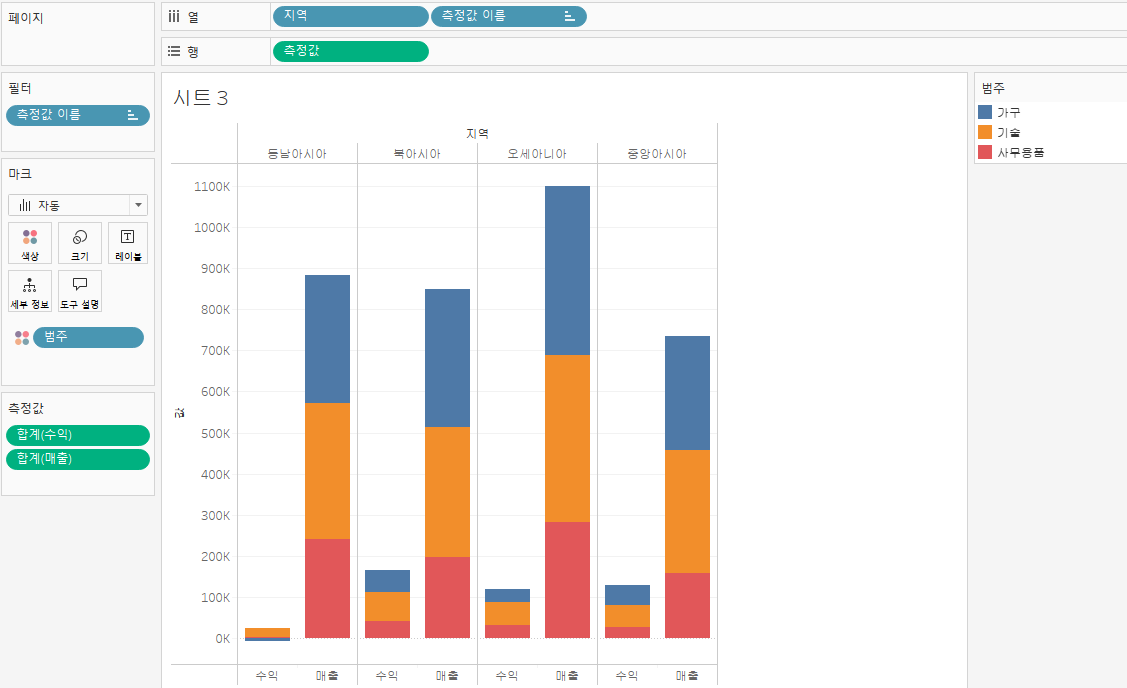 페이지
열
지역
측정값 이름
행
측정값
필터
측정값 이름
마크
자동
색상
크기
레이블
세부 정보
도구 설명
범주
측정값
합계(수익)
합계(매출)
시트 3
지역
동남아시아
북아시아
오세아니아
중앙아시아
1100K
1000K
900K
800K
700K
600K
500K
400K
300K
200K
100K
0K
값
수익
매출
수익
매출
수익
매출
수익
매출
범주
가구
기술
사무용품